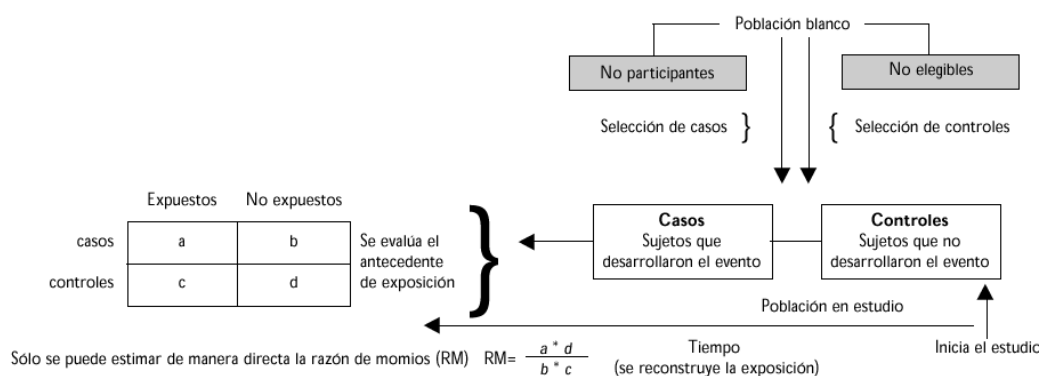 Población blanco
No participantes
No elegibles
Selección de casos }
{ Selección de controles
Expuestos No expuestos
casos a b
controles c d
Se evalúa el
antecedente
de exposición
}
Casos
Sujetos que
desarrollaron el evento
Controles
Sujetos que no
desarrollaron el evento
Población en estudio
Sólo se puede estimar de manera directa la razón de momios (RM) RM= a * d
b * c
Tiempo
(se reconstruye la exposición)
Inicia el estudio